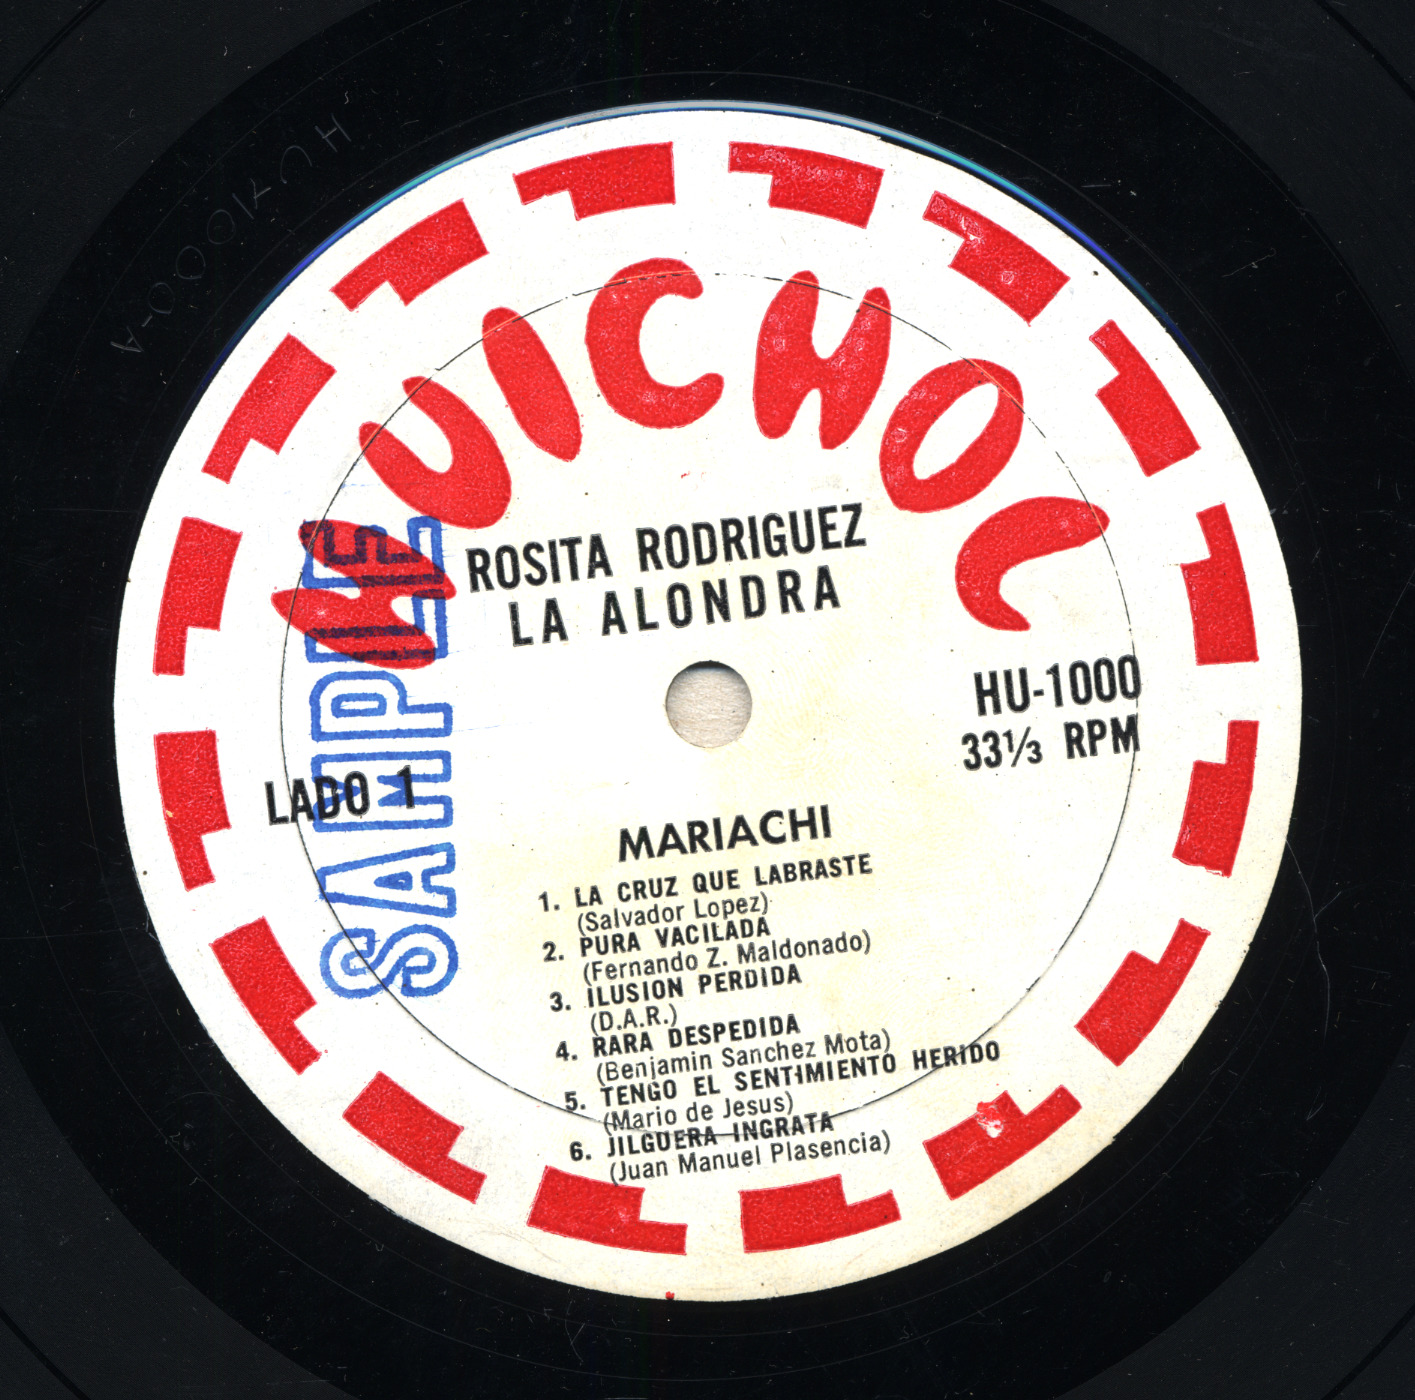 HUICHOL
ROSITA RODRIGUEZ
LA ALONDRA
HU-1000
33⅓ RPM
LADO 1
SAMPLE
MARIACHI
1. LA CRUZ QUE LABRASTE
(Salvador Lopez)
2. PURA VACILADA
(Fernando Z. Maldonado)
3. ILUSION PERDIDA
(D.A.R.)
4. RARA DESPEDIDA
(Benjamin Sanchez Mota)
5. TENGO EL SENTIMIENTO HERIDO
(Mario de Jesus)
6. JILGUERA INGRATA
(Juan Manuel Plasencia)
HU-1000-A